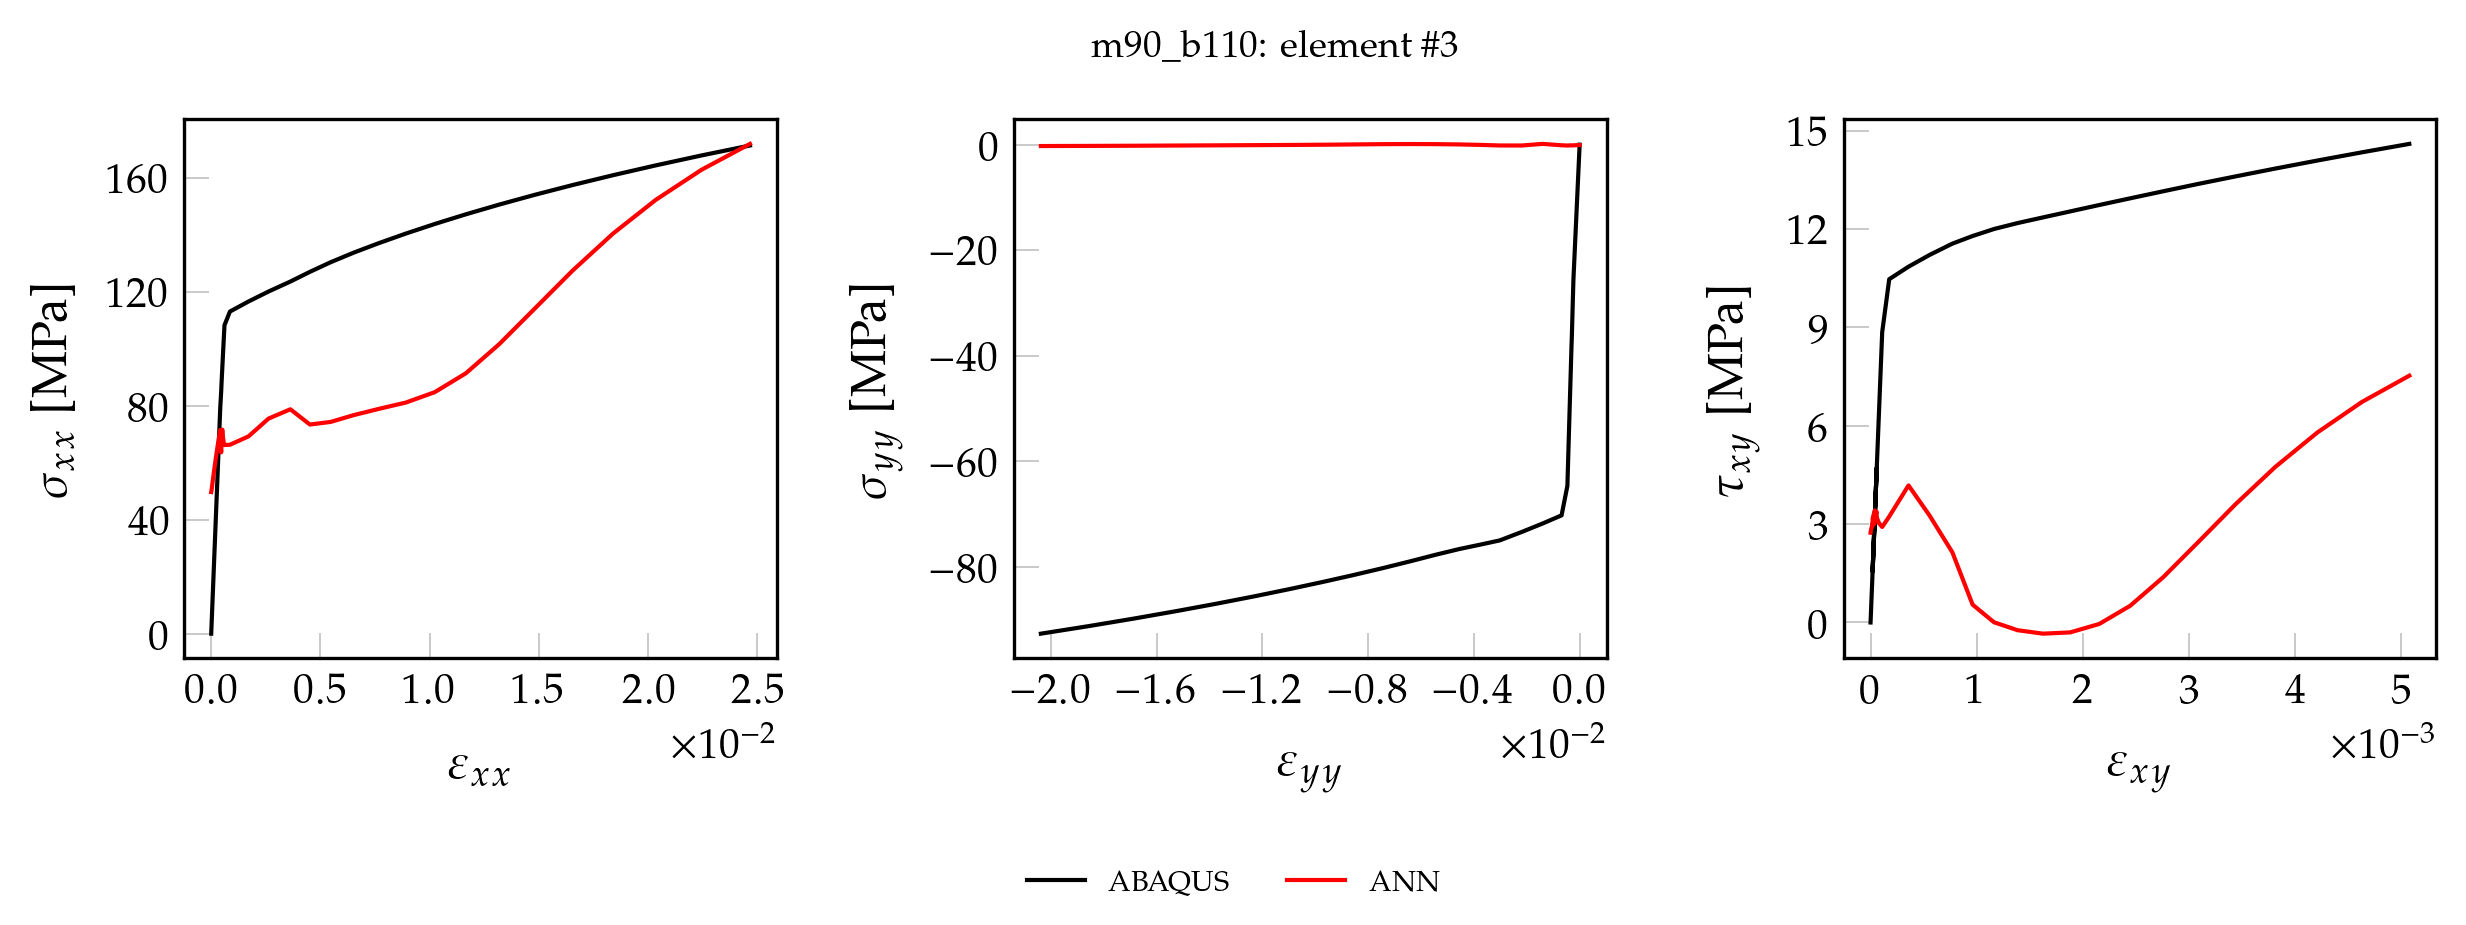 m90_b110: element #3
σxx [MPa]
160
120
80
40
0
0.0 0.5 1.0 1.5 2.0 2.5
×10−2
εxx
σyy [MPa]
0
−20
−40
−60
−80
−2.0 −1.6 −1.2 −0.8 −0.4 0.0
×10−2
εyy
τxy [MPa]
15
12
9
6
3
0
0 1 2 3 4 5
×10−3
εxy
ABAQUS ANN